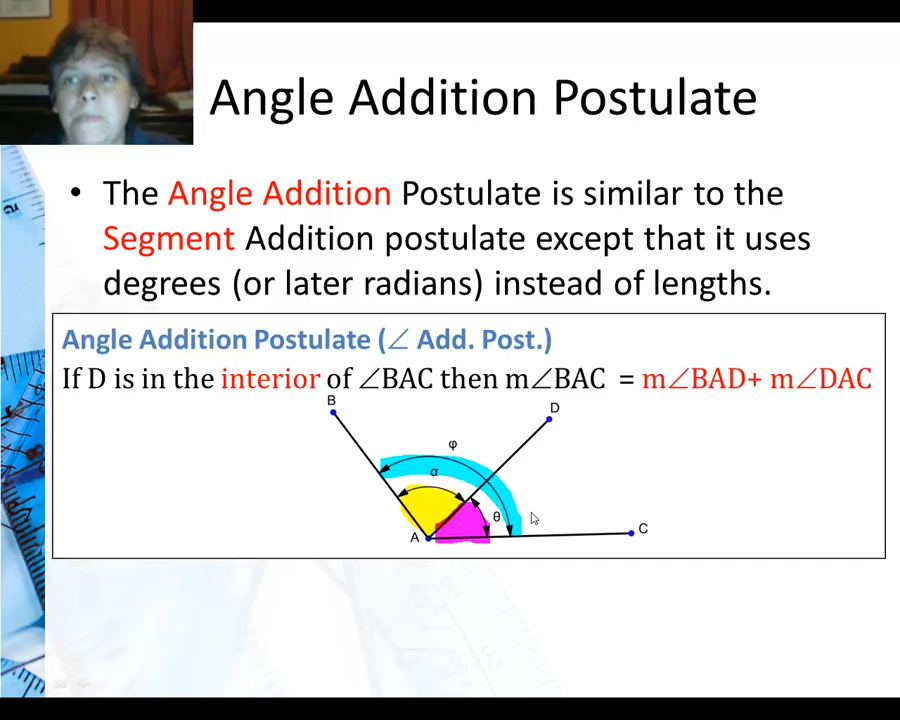 Angle Addition Postulate
• The Angle Addition Postulate is similar to the
Segment Addition postulate except that it uses
degrees (or later radians) instead of lengths.
Angle Addition Postulate (∠ Add. Post.)
If D is in the interior of ∠BAC then m∠BAC = m∠BAD+ m∠DAC
B
D
φ
α
θ
A
C